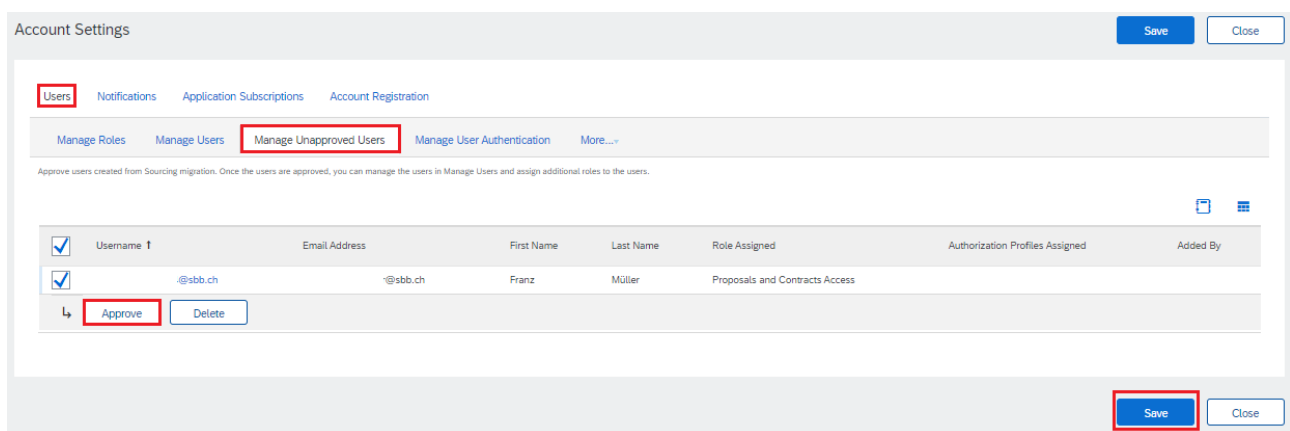 Account Settings Save Close
Users Notifications Application Subscriptions Account Registration
Manage Roles Manage Users Manage Unapproved Users Manage User Authentication More...
Approve users created from Sourcing migration. Once the users are approved, you can manage the users in Manage Users and assign additional roles to the users.
Username ↑ Email Address First Name Last Name Role Assigned Authorization Profiles Assigned Added By
@sbb.ch @sbb.ch Franz Müller Proposals and Contracts Access
Approve Delete
Save Close